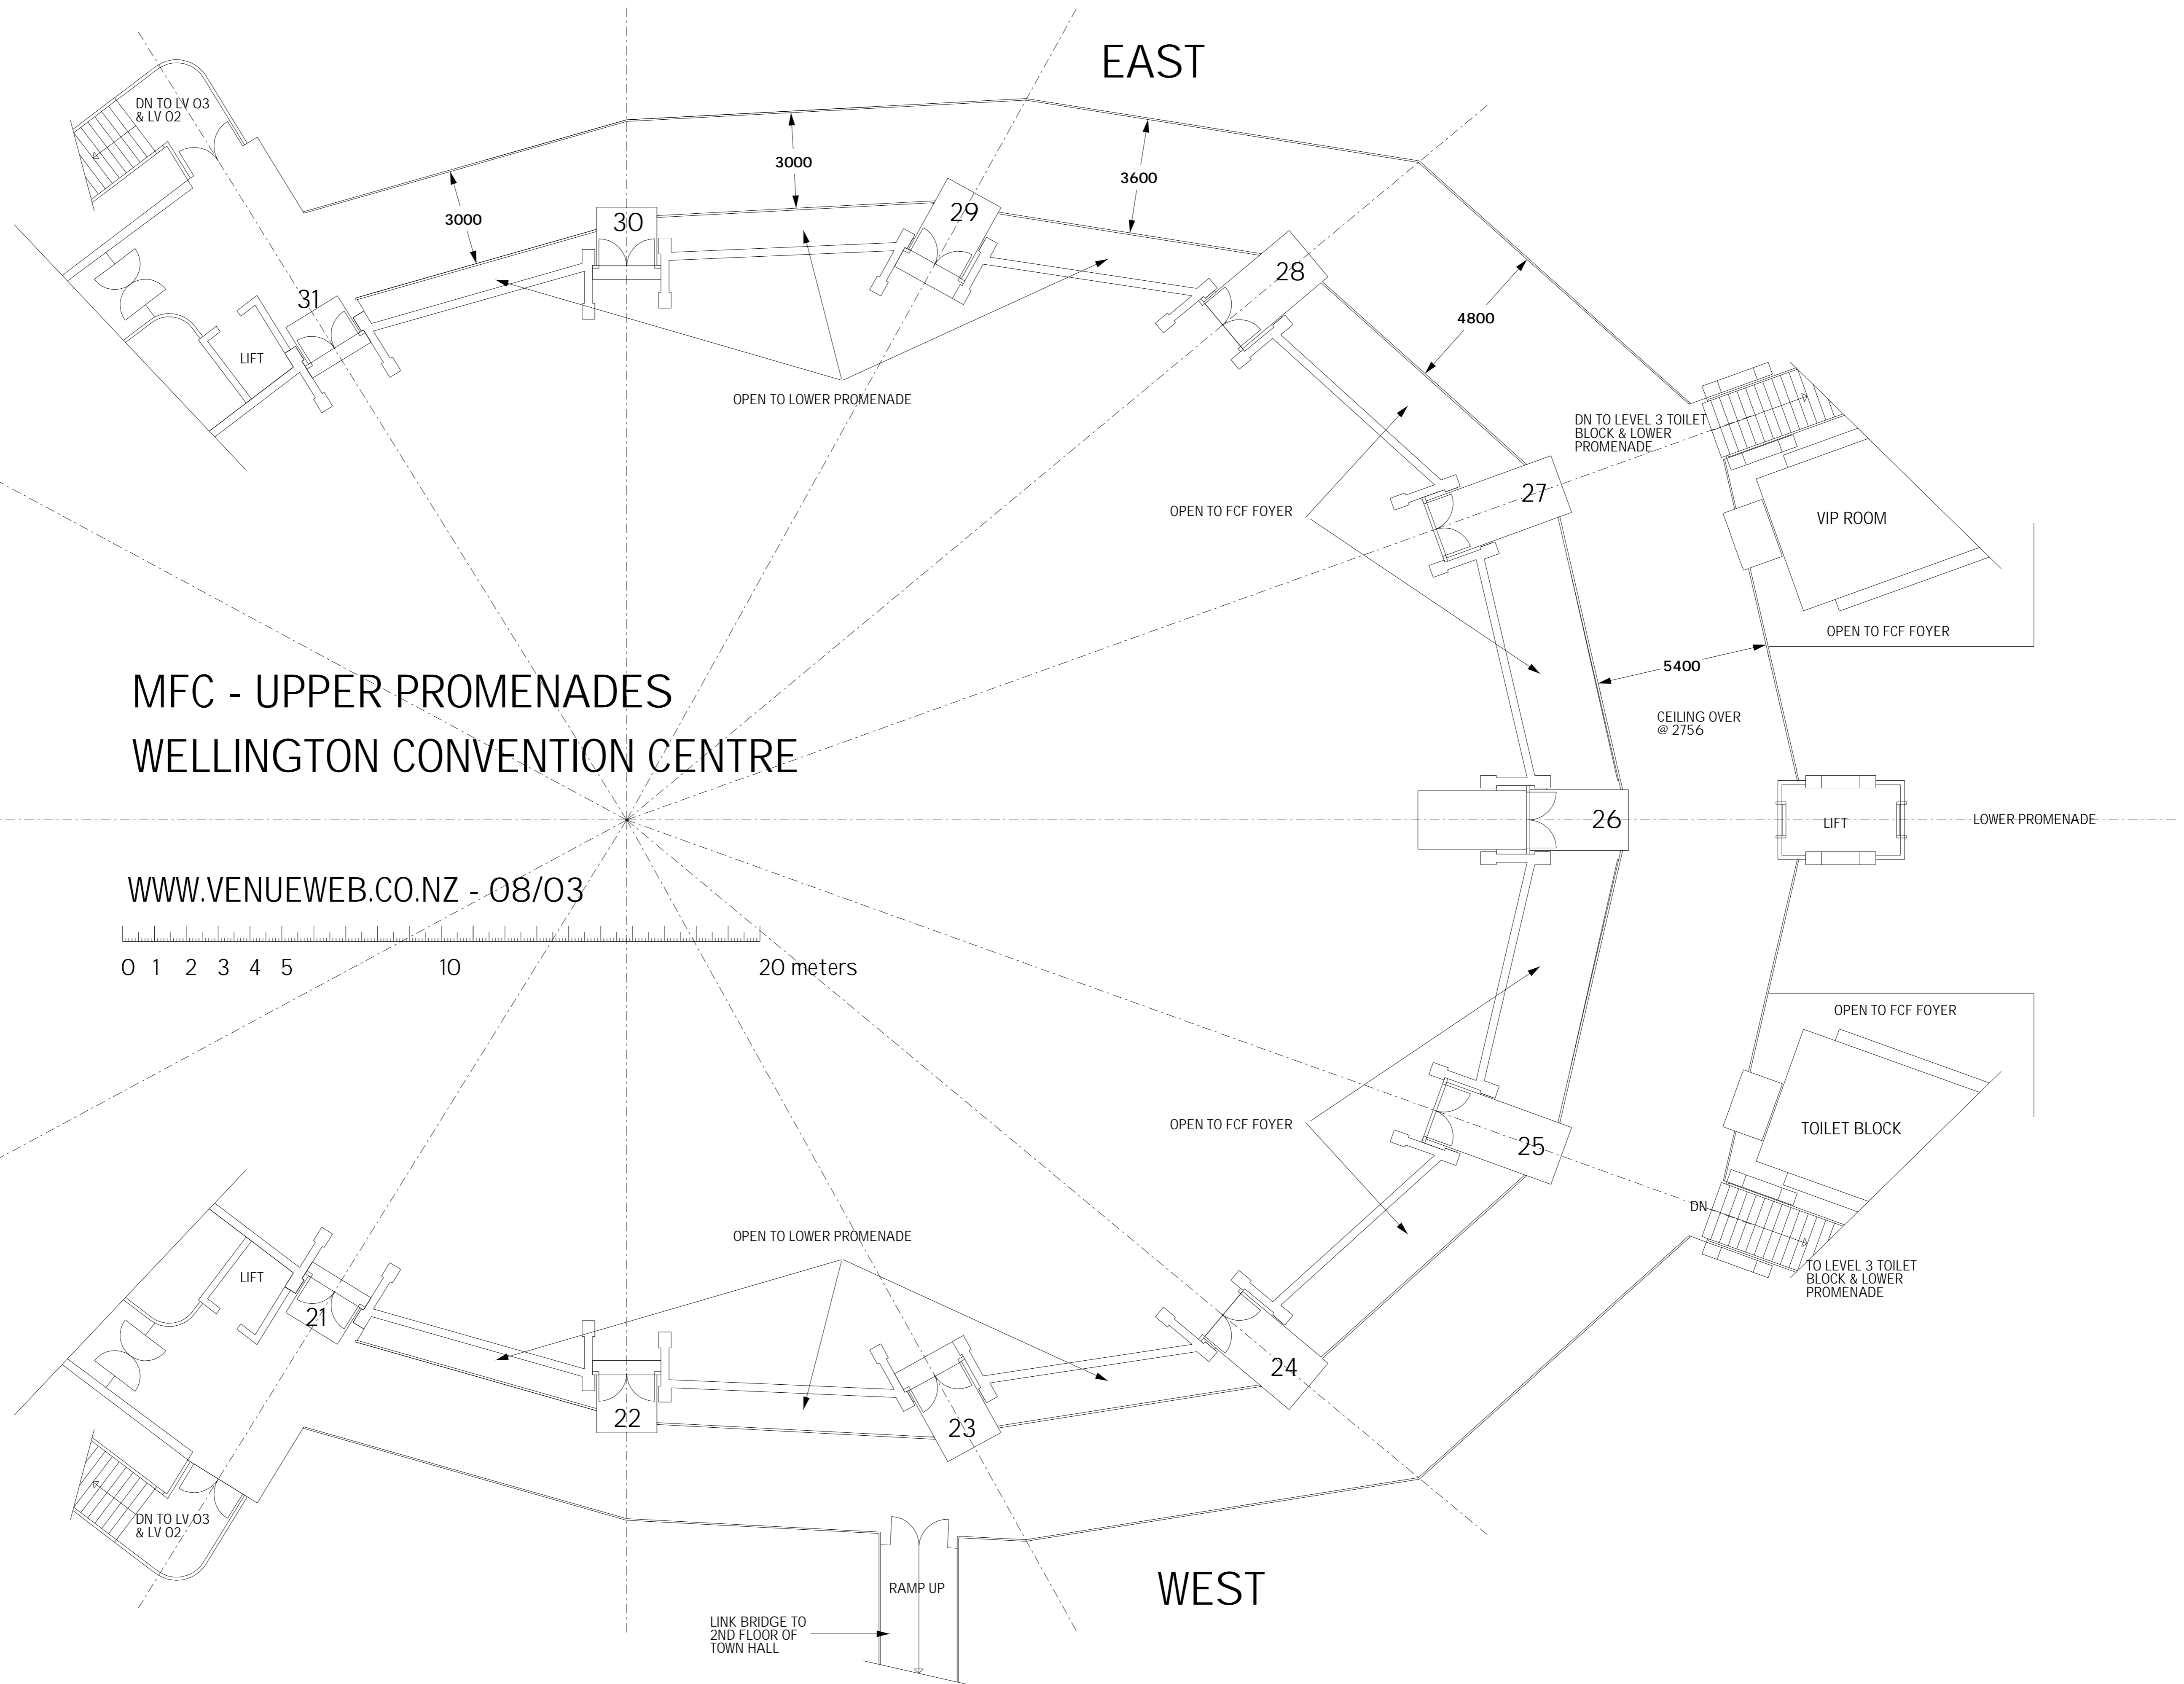 EAST
DN TO LV 03
& LV 02
3000
3000
3600
30
29
28
31
4800
LIFT
OPEN TO LOWER PROMENADE
DN TO LEVEL 3 TOILET
BLOCK & LOWER
PROMENADE
27
OPEN TO FCF FOYER
VIP ROOM
OPEN TO FCF FOYER
5400
MFC - UPPER PROMENADES
CEILING OVER
@ 2756
WELLINGTON CONVENTION CENTRE
26
LIFT
LOWER PROMENADE
WWW.VENUEWEB.CO.NZ - 08/03
0 1 2 3 4 5 10 20 meters
OPEN TO FCF FOYER
OPEN TO FCF FOYER
TOILET BLOCK
25
DN
OPEN TO LOWER PROMENADE
TO LEVEL 3 TOILET
BLOCK & LOWER
PROMENADE
LIFT
21
24
22
23
DN TO LV 03
& LV 02
RAMP UP
WEST
LINK BRIDGE TO
2ND FLOOR OF
TOWN HALL